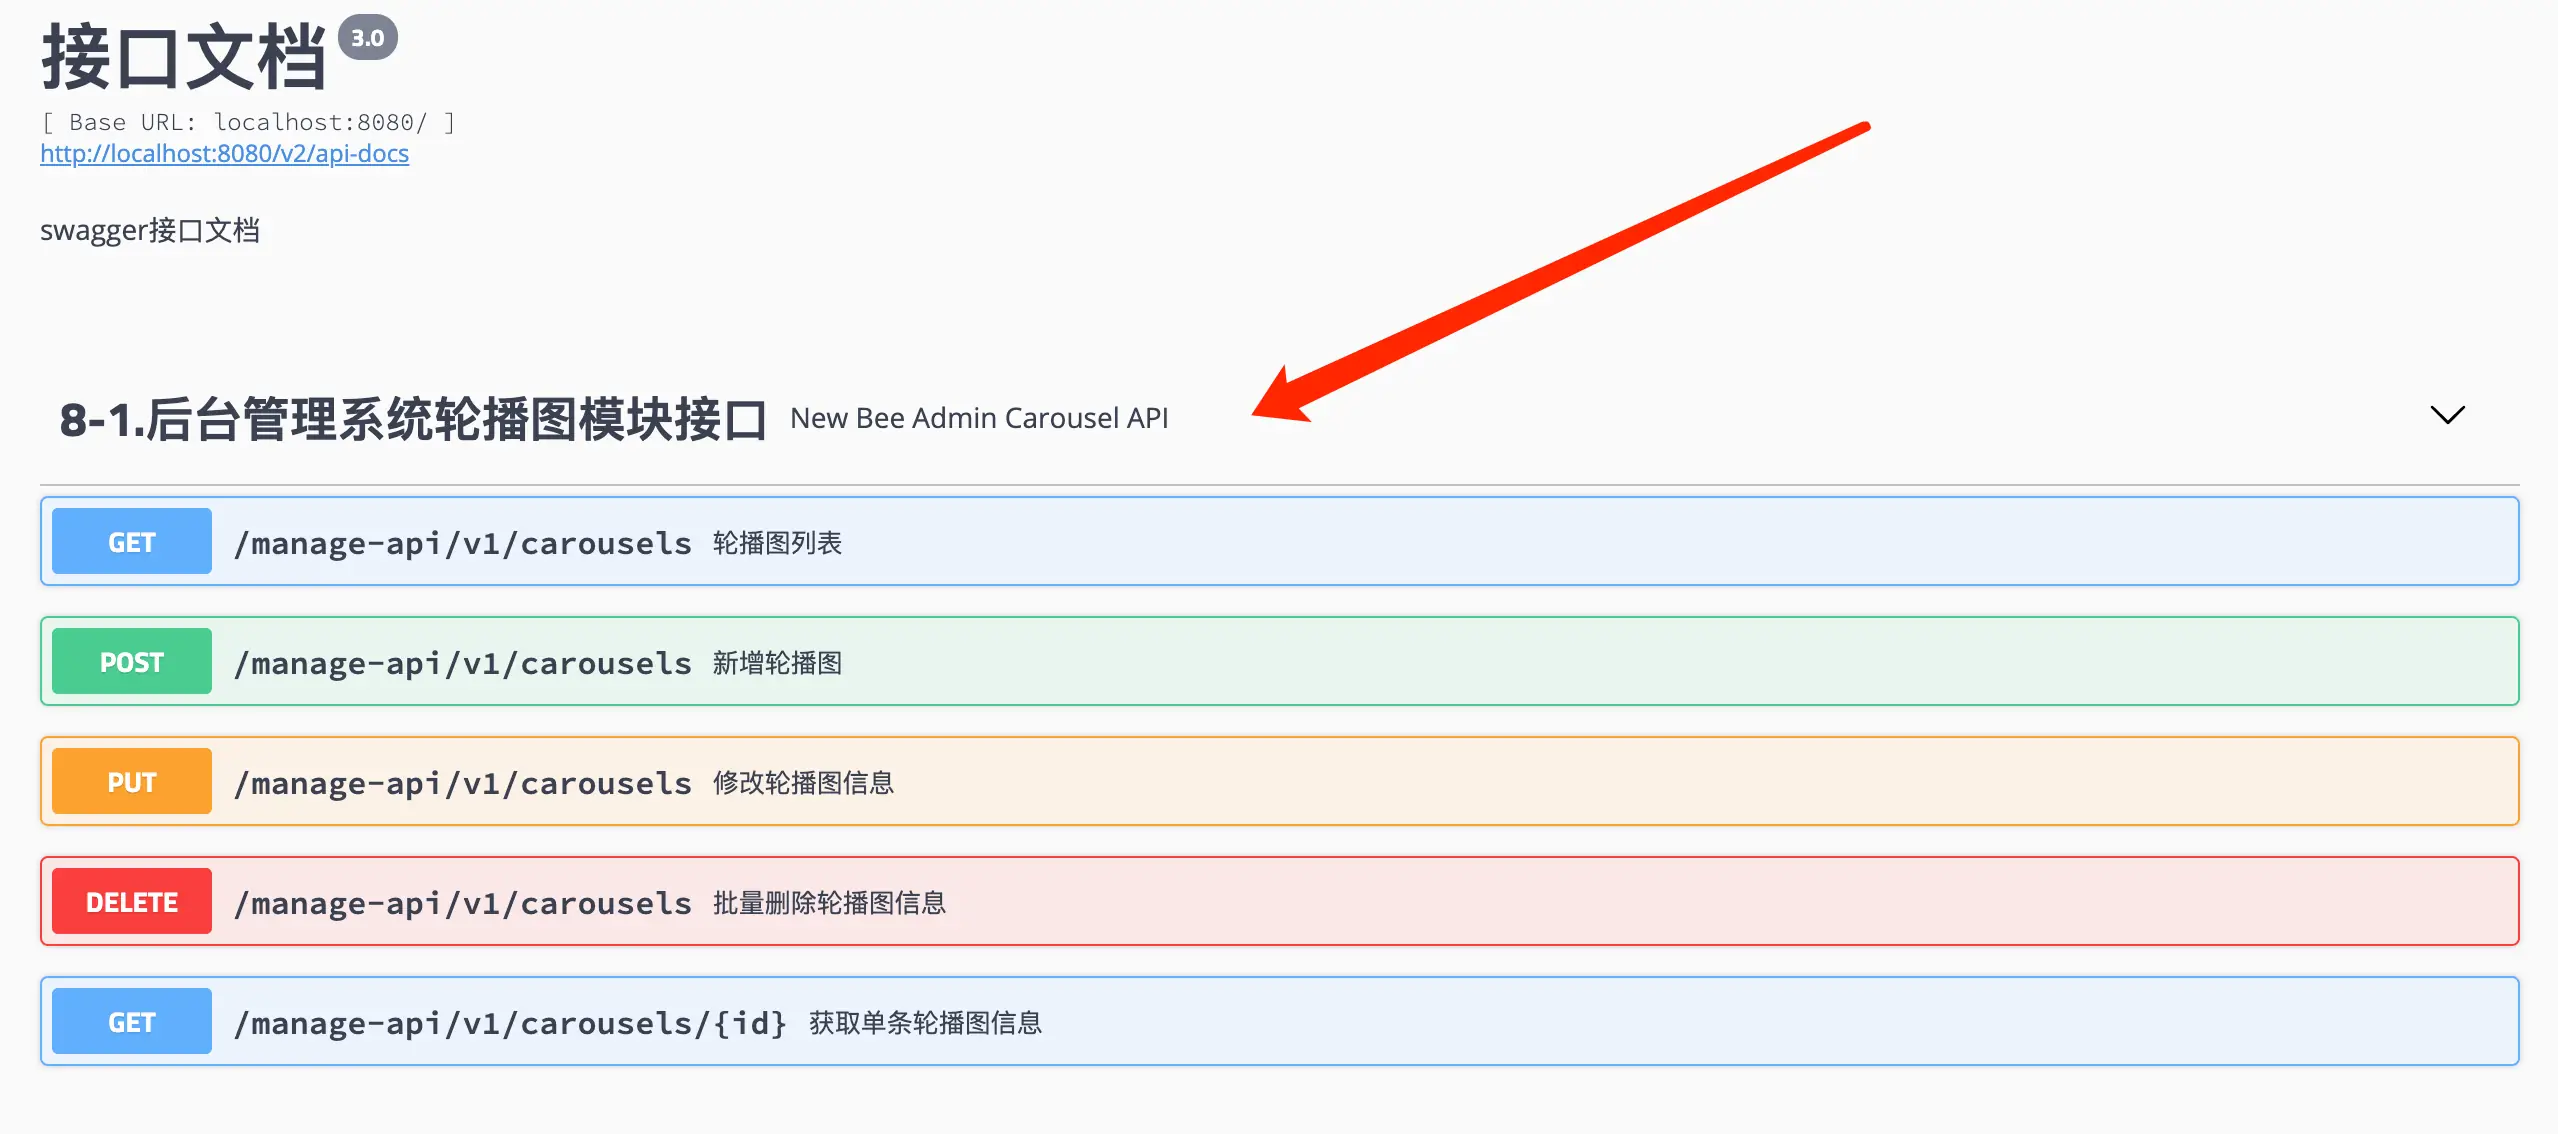 接口文档 3.0
[ Base URL: localhost:8080/ ]
http://localhost:8080/v2/api-docs
swagger接口文档
8-1.后台管理系统轮播图模块接口 New Bee Admin Carousel API
GET /manage-api/v1/carousels 轮播图列表
POST /manage-api/v1/carousels 新增轮播图
PUT /manage-api/v1/carousels 修改轮播图信息
DELETE /manage-api/v1/carousels 批量删除轮播图信息
GET /manage-api/v1/carousels/{id} 获取单条轮播图信息